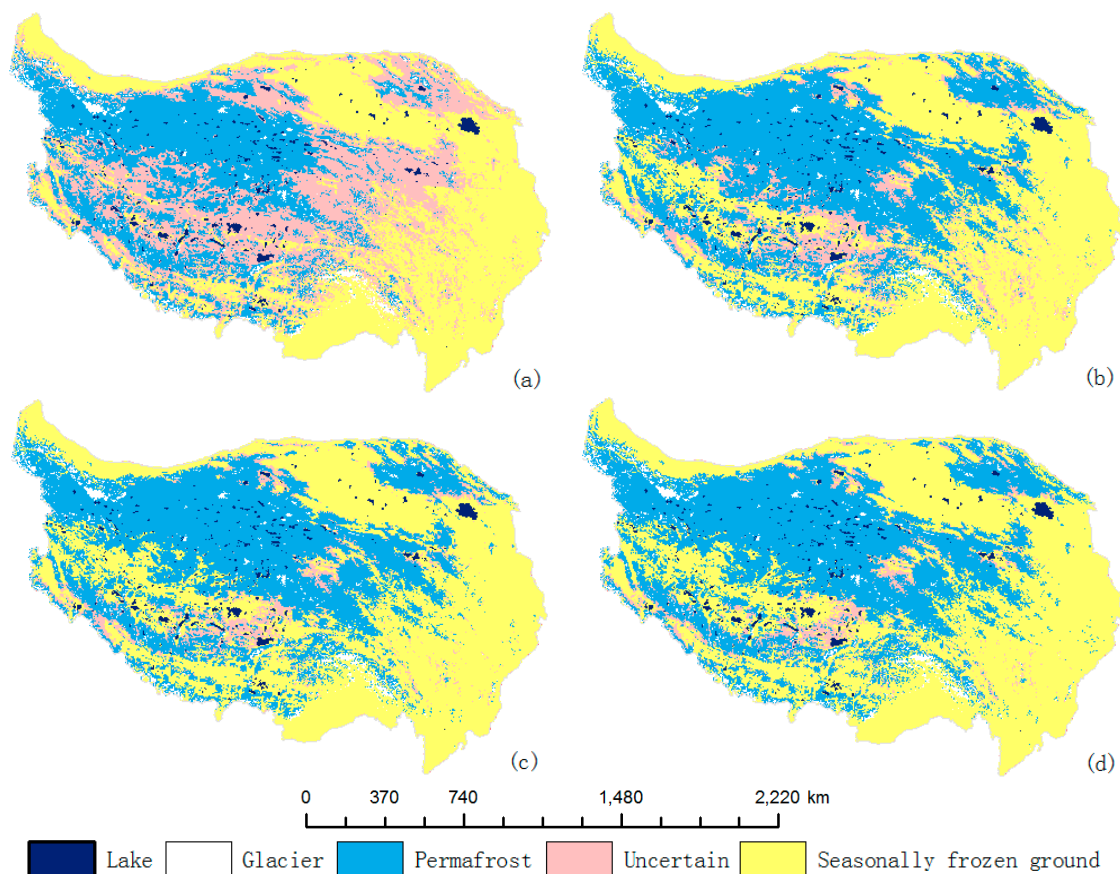 (a)
(b)
(c)
(d)
0 370 740 1,480 2,220 km
Lake Glacier Permafrost Uncertain Seasonally frozen ground